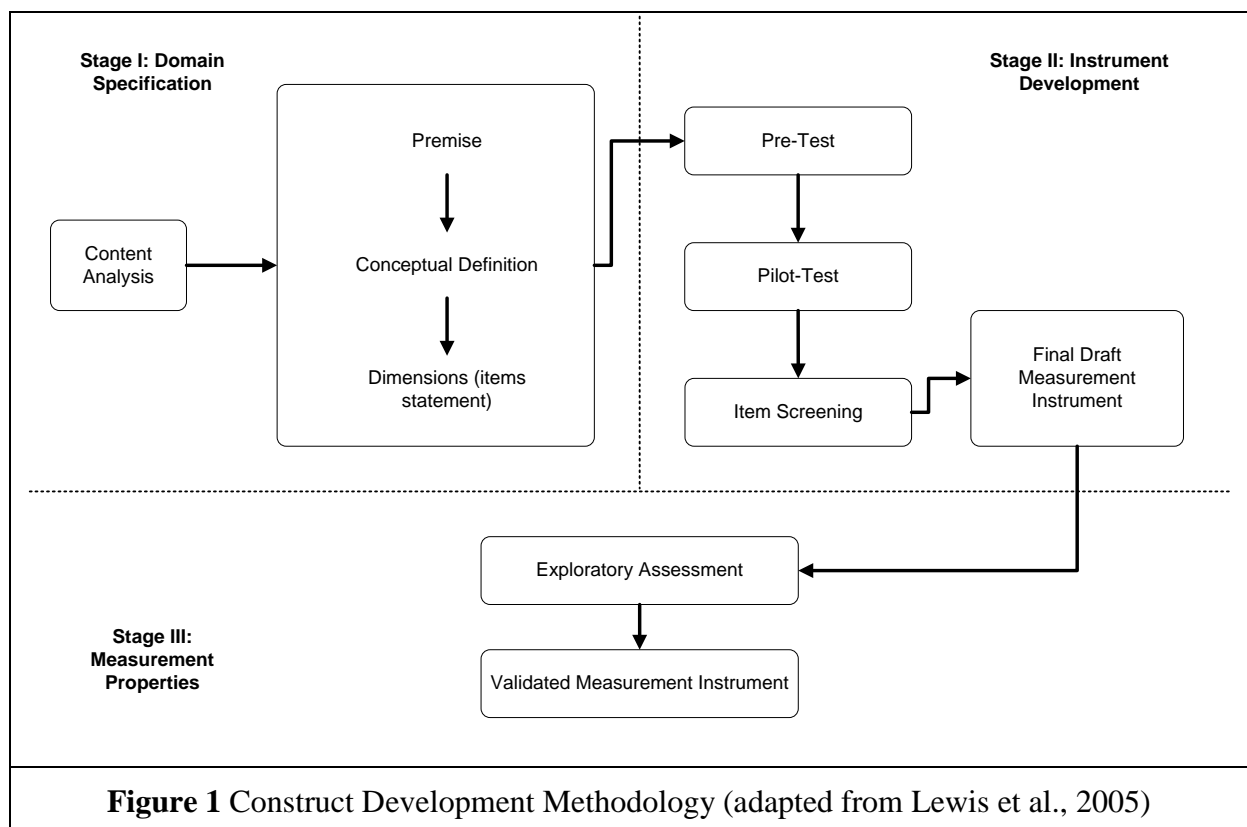 Stage I: Domain
Specification
Content
Analysis
Premise
Conceptual Definition
Dimensions (items
statement)
Stage II: Instrument
Development
Pre-Test
Pilot-Test
Item Screening
Final Draft
Measurement
Instrument
Stage III:
Measurement
Properties
Exploratory Assessment
Validated Measurement Instrument
Figure 1 Construct Development Methodology (adapted from Lewis et al., 2005)